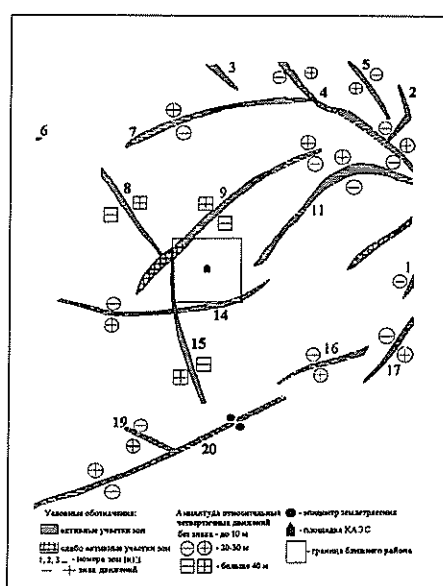 3
5
4
2
6
7
8
9
11
1
14
15
16
17
19
20
Условные обозначения:
активные участки зон
слабо активные участки зон
1, 2, 3 ... - номера зон
знак движений
Амплитуда относительных
четвертичных движений
без знака - до 10 м
20-30 м
больше 40 м
- эпицентр землетрясения
- площадка КАЭС
- граница ближнего района